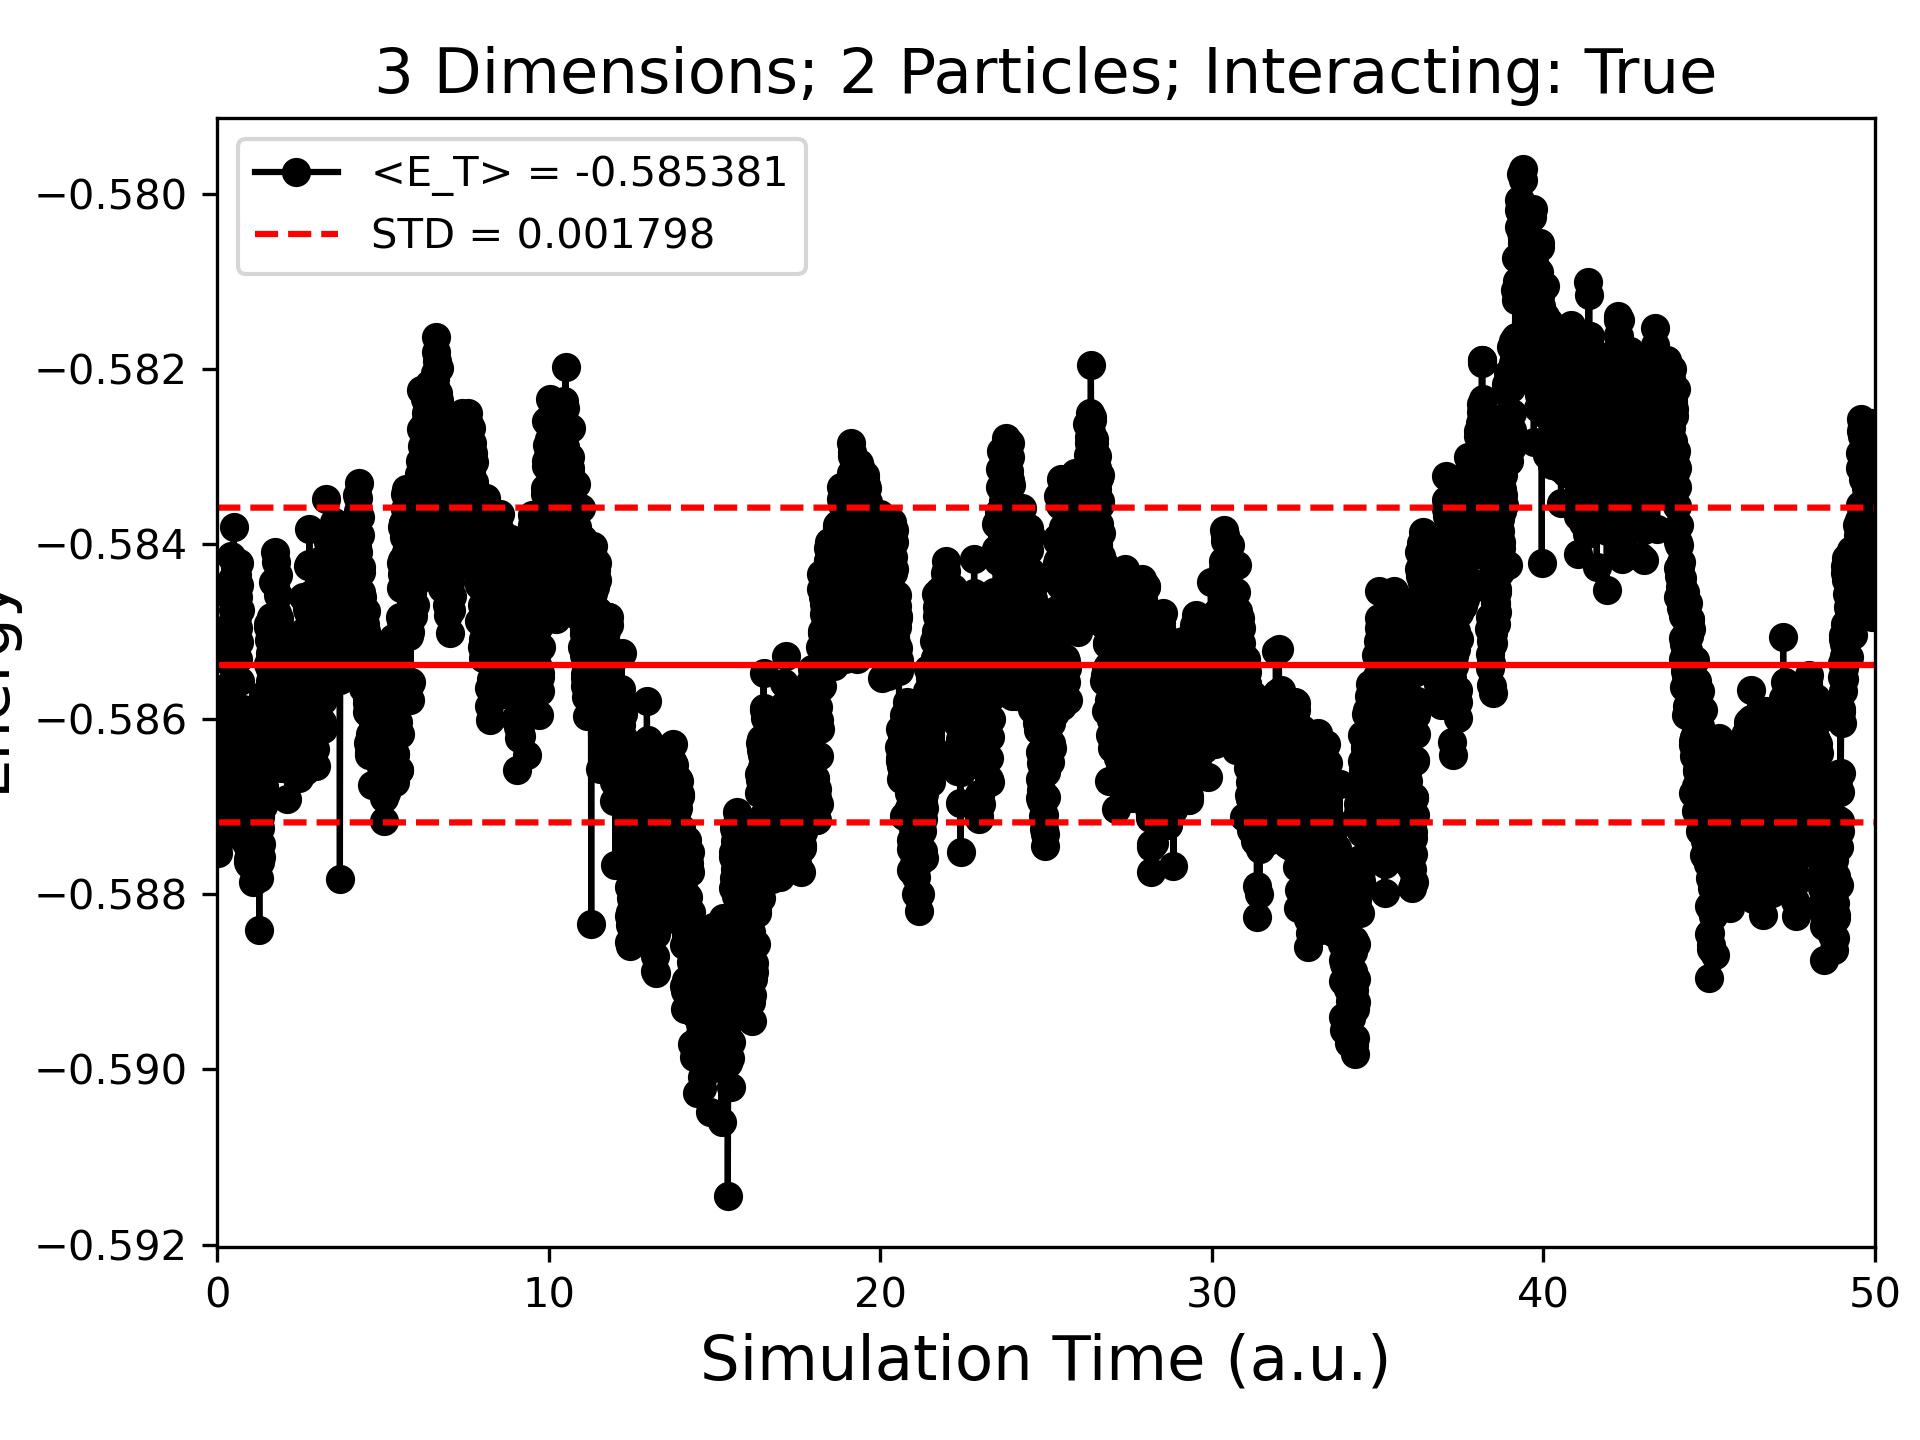 3 Dimensions; 2 Particles; Interacting: True
<E_T> = -0.585381
STD = 0.001798
−0.580
−0.582
−0.584
−0.586
−0.588
−0.590
−0.592
Energy
0 10 20 30 40 50
Simulation Time (a.u.)